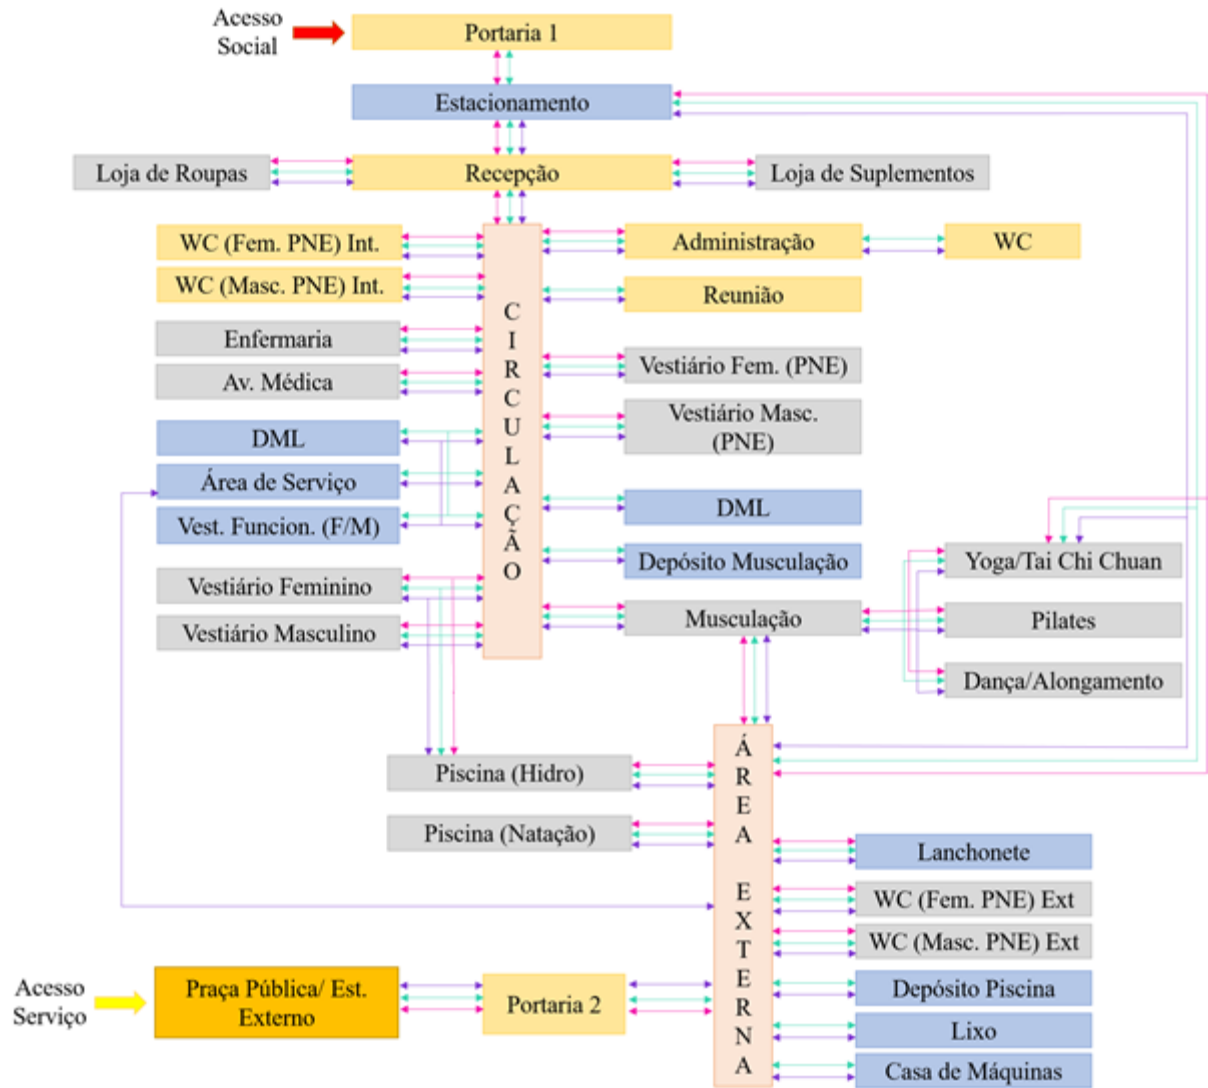 Acesso
Social
Portaria 1
Estacionamento
Loja de Roupas
Recepção
Loja de Suplementos
WC (Fem. PNE) Int.
Administração
WC
WC (Masc. PNE) Int.
Reunião
CIRCULAÇÃO
Enfermaria
Vestiário Fem. (PNE)
Av. Médica
Vestiário Masc.
(PNE)
DML
Área de Serviço
DML
Vest. Funcion. (F/M)
Depósito Musculação
Yoga/Tai Chi Chuan
Vestiário Feminino
Musculação
Pilates
Vestiário Masculino
Dança/Alongamento
ÁREA EXTERNA
Piscina (Hidro)
Piscina (Natação)
Lanchonete
WC (Fem. PNE) Ext
WC (Masc. PNE) Ext
Acesso
Serviço
Praça Pública/ Est.
Externo
Portaria 2
Depósito Piscina
Lixo
Casa de Máquinas